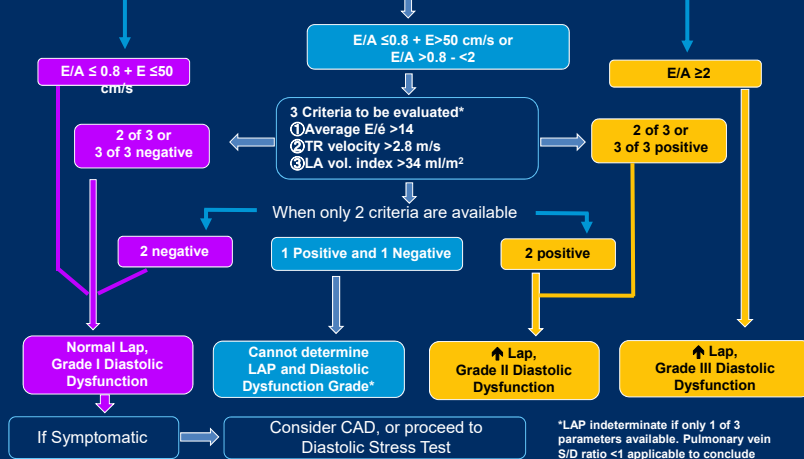 E/A ≤0.8 + E>50 cm/s or
E/A >0.8 - <2
E/A ≤ 0.8 + E ≤50
cm/s
E/A ≥2
3 Criteria to be evaluated*
①Average E/é >14
②TR velocity >2.8 m/s
③LA vol. index >34 ml/m²
2 of 3 or
3 of 3 negative
2 of 3 or
3 of 3 positive
When only 2 criteria are available
2 negative
1 Positive and 1 Negative
2 positive
Normal Lap,
Grade I Diastolic
Dysfunction
Cannot determine
LAP and Diastolic
Dysfunction Grade*
↑ Lap,
Grade II Diastolic
Dysfunction
↑ Lap,
Grade III Diastolic
Dysfunction
If Symptomatic
Consider CAD, or proceed to
Diastolic Stress Test
*LAP indeterminate if only 1 of 3
parameters available. Pulmonary vein
S/D ratio <1 applicable to conclude